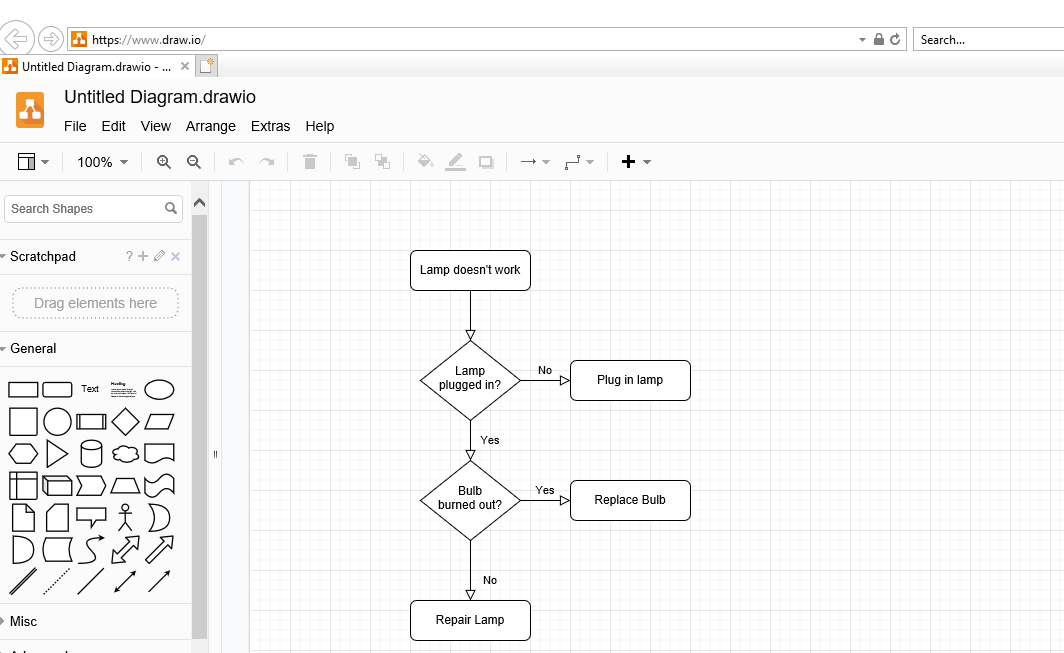 https://www.draw.io/
Search...
Untitled Diagram.drawio - ...
Untitled Diagram.drawio
File Edit View Arrange Extras Help
100%
Search Shapes
Scratchpad
?
Drag elements here
General
Text
Heading
Misc
Lamp doesn't work
Lamp
plugged in?
No
Plug in lamp
Yes
Bulb
burned out?
Yes
Replace Bulb
No
Repair Lamp